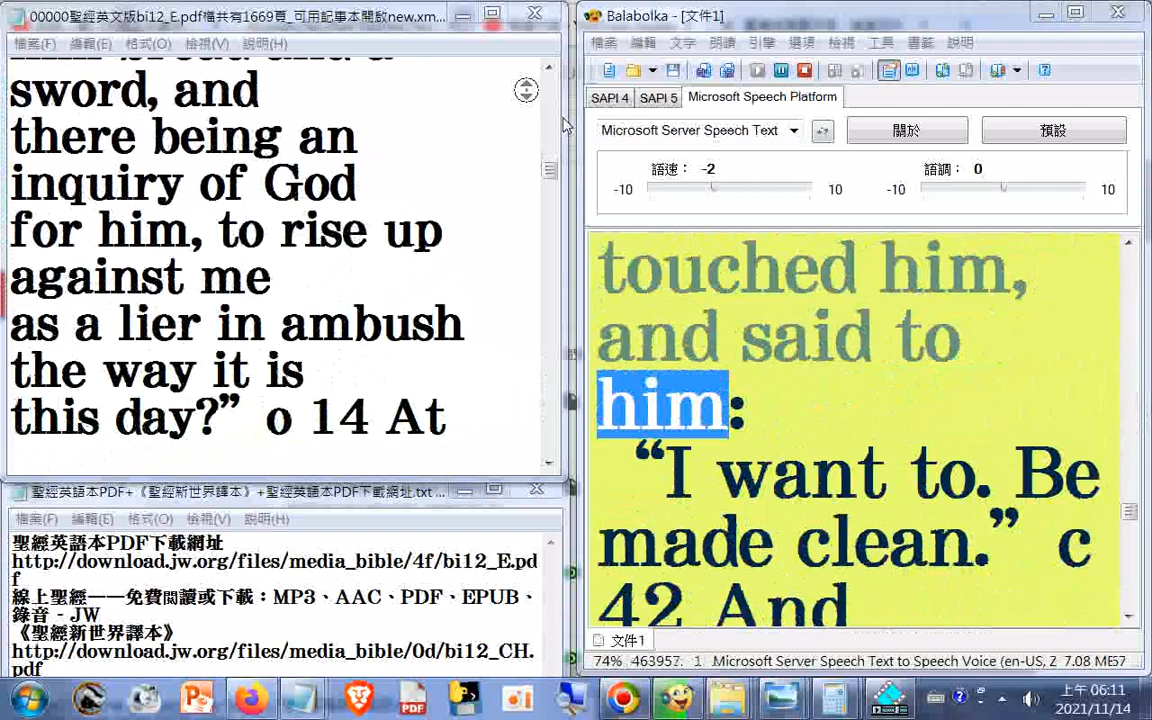 00000聖經英文版bi12_E.pdf檔共有1669頁_可用記事本開啟new.xm...
檔案(F) 編輯(E) 格式(O) 檢視(V) 說明(H)
sword, and
there being an
inquiry of God
for him, to rise up
against me
as a lier in ambush
the way it is
this day?” o 14 At
聖經英語本PDF+《聖經新世界譯本》+聖經英語本PDF下載網址.txt ...
檔案(F) 編輯(E) 格式(O) 檢視(V) 說明(H)
聖經英語本PDF下載網址
http://download.jw.org/files/media_bible/4f/bi12_E.pd
f
線上聖經——免費閱讀或下載：MP3、AAC、PDF、EPUB、
錄音 - JW
《聖經新世界譯本》
http://download.jw.org/files/media_bible/0d/bi12_CH.
pdf
Balabolka - [文件1]
檔案 編輯 文字 朗讀 引擎 選項 檢視 工具 書籤 說明
SAPI 4 SAPI 5 Microsoft Speech Platform
Microsoft Server Speech Text 關於 預設
語速： -2 語調： 0
-10 10 -10 10
touched him,
and said to
him:
“I want to. Be
made clean.” c
42 And
文件1
74% 463957: 1 Microsoft Server Speech Text to Speech Voice (en-US, Z 7.08 ME57
PDF
上午 06:11
2021/11/14